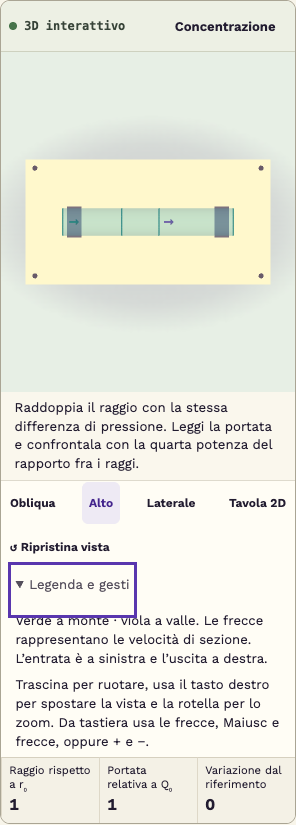 3D interattivo
Concentrazione
→ →
Raddoppia il raggio con la stessa
differenza di pressione. Leggi la portata
e confrontala con la quarta potenza del
rapporto fra i raggi.
Obliqua Alto Laterale Tavola 2D
↺ Ripristina vista
▼ Legenda e gesti
Verde a monte · viola a valle. Le frecce
rappresentano le velocità di sezione.
L’entrata è a sinistra e l’uscita a destra.
Trascina per ruotare, usa il tasto destro
per spostare la vista e la rotella per lo
zoom. Da tastiera usa le frecce, Maiusc e
frecce, oppure + e −.
Raggio rispetto
a r₀
1
Portata
relativa a Q₀
1
Variazione dal
riferimento
0